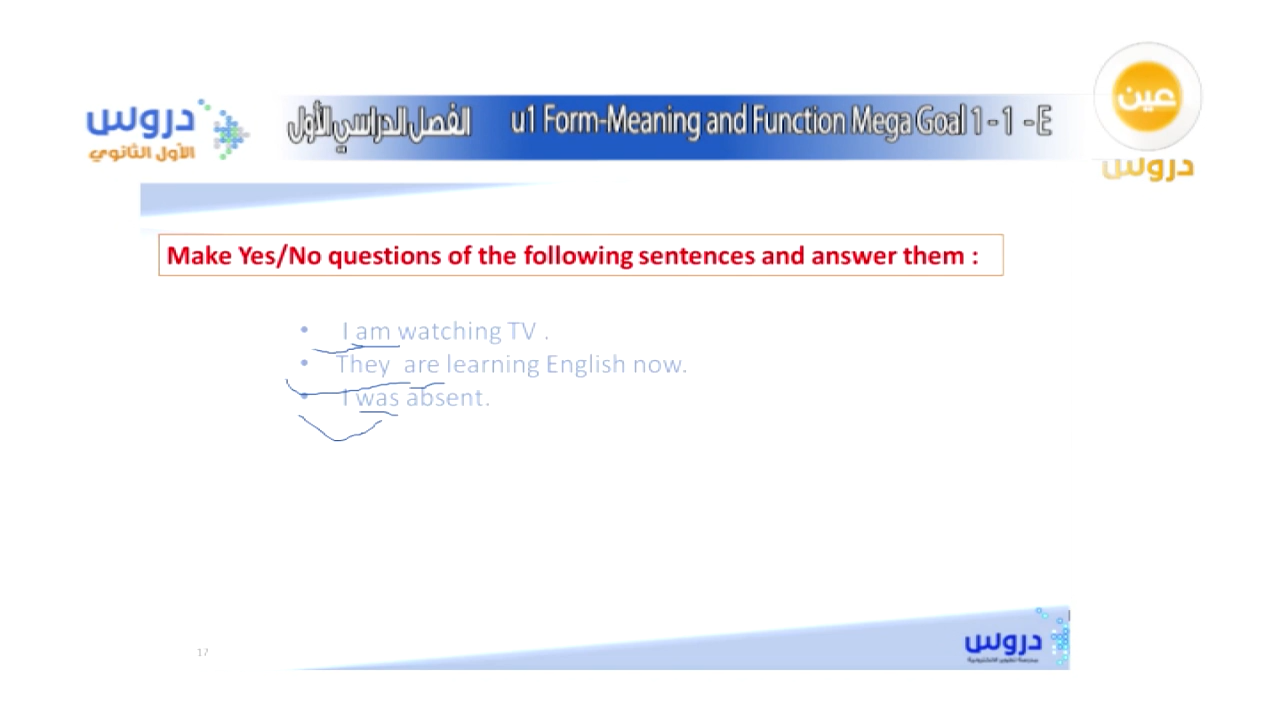 عين
دروس
دروس
الأول الثانوي
الفصل الدراسي الأول
u1 Form-Meaning and Function Mega Goal 1 - 1 - E
Make Yes/No questions of the following sentences and answer them :
• I am watching TV .
• They are learning English now.
• I was absent.
17
دروس